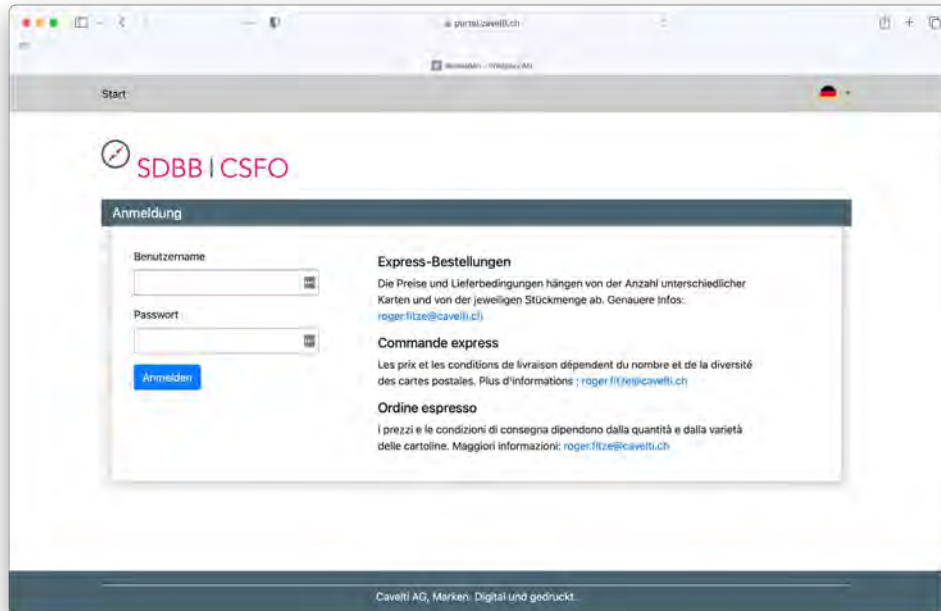 portal.cavelti.ch
Start
SDBB | CSFO
Anmeldung
Benutzername
Passwort
Anmelden
Express-Bestellungen
Die Preise und Lieferbedingungen hängen von der Anzahl unterschiedlicher
Karten und von der jeweiligen Stückmenge ab. Genauere Infos:
roger.fitze@cavelti.ch
Commande express
Les prix et les conditions de livraison dépendent du nombre et de la diversité
des cartes postales. Plus d'informations : roger.fitze@cavelti.ch
Ordine espresso
I prezzi e le condizioni di consegna dipendono dalla quantità e dalla varietà
delle cartoline. Maggiori informazioni: roger.fitze@cavelti.ch
Cavelti AG, Marken. Digital und gedruckt.